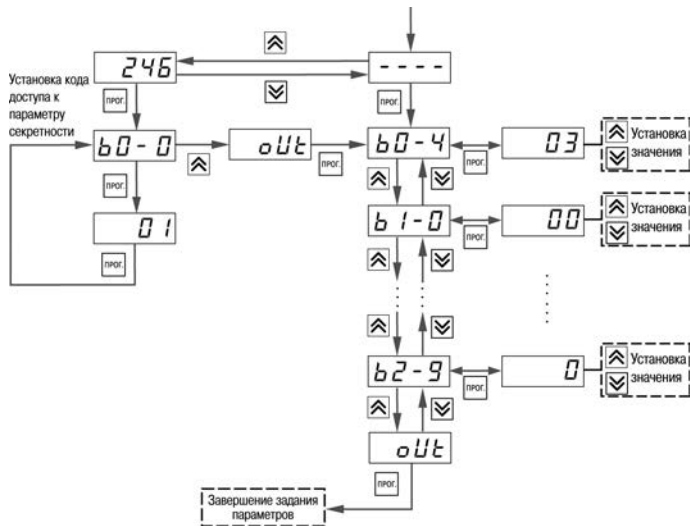 246
- - - -
Установка кода
доступа к
параметру
секретности
ПРОГ.
ПРОГ.
b0-0
oUt
ПРОГ.
b0-4
ПРОГ.
03
Установка
значения
ПРОГ.
01
ПРОГ.
b1-0
ПРОГ.
00
Установка
значения
b2-9
ПРОГ.
0
Установка
значения
oUt
ПРОГ.
Завершение задания
параметров